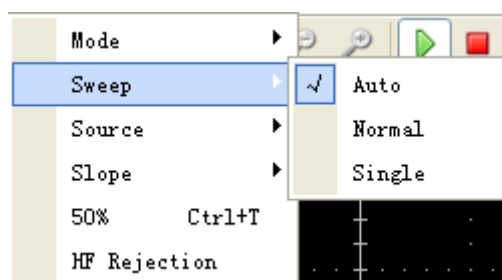 Mode
Sweep
Auto
Source
Normal
Slope
Single
50% Ctrl+T
HF Rejection